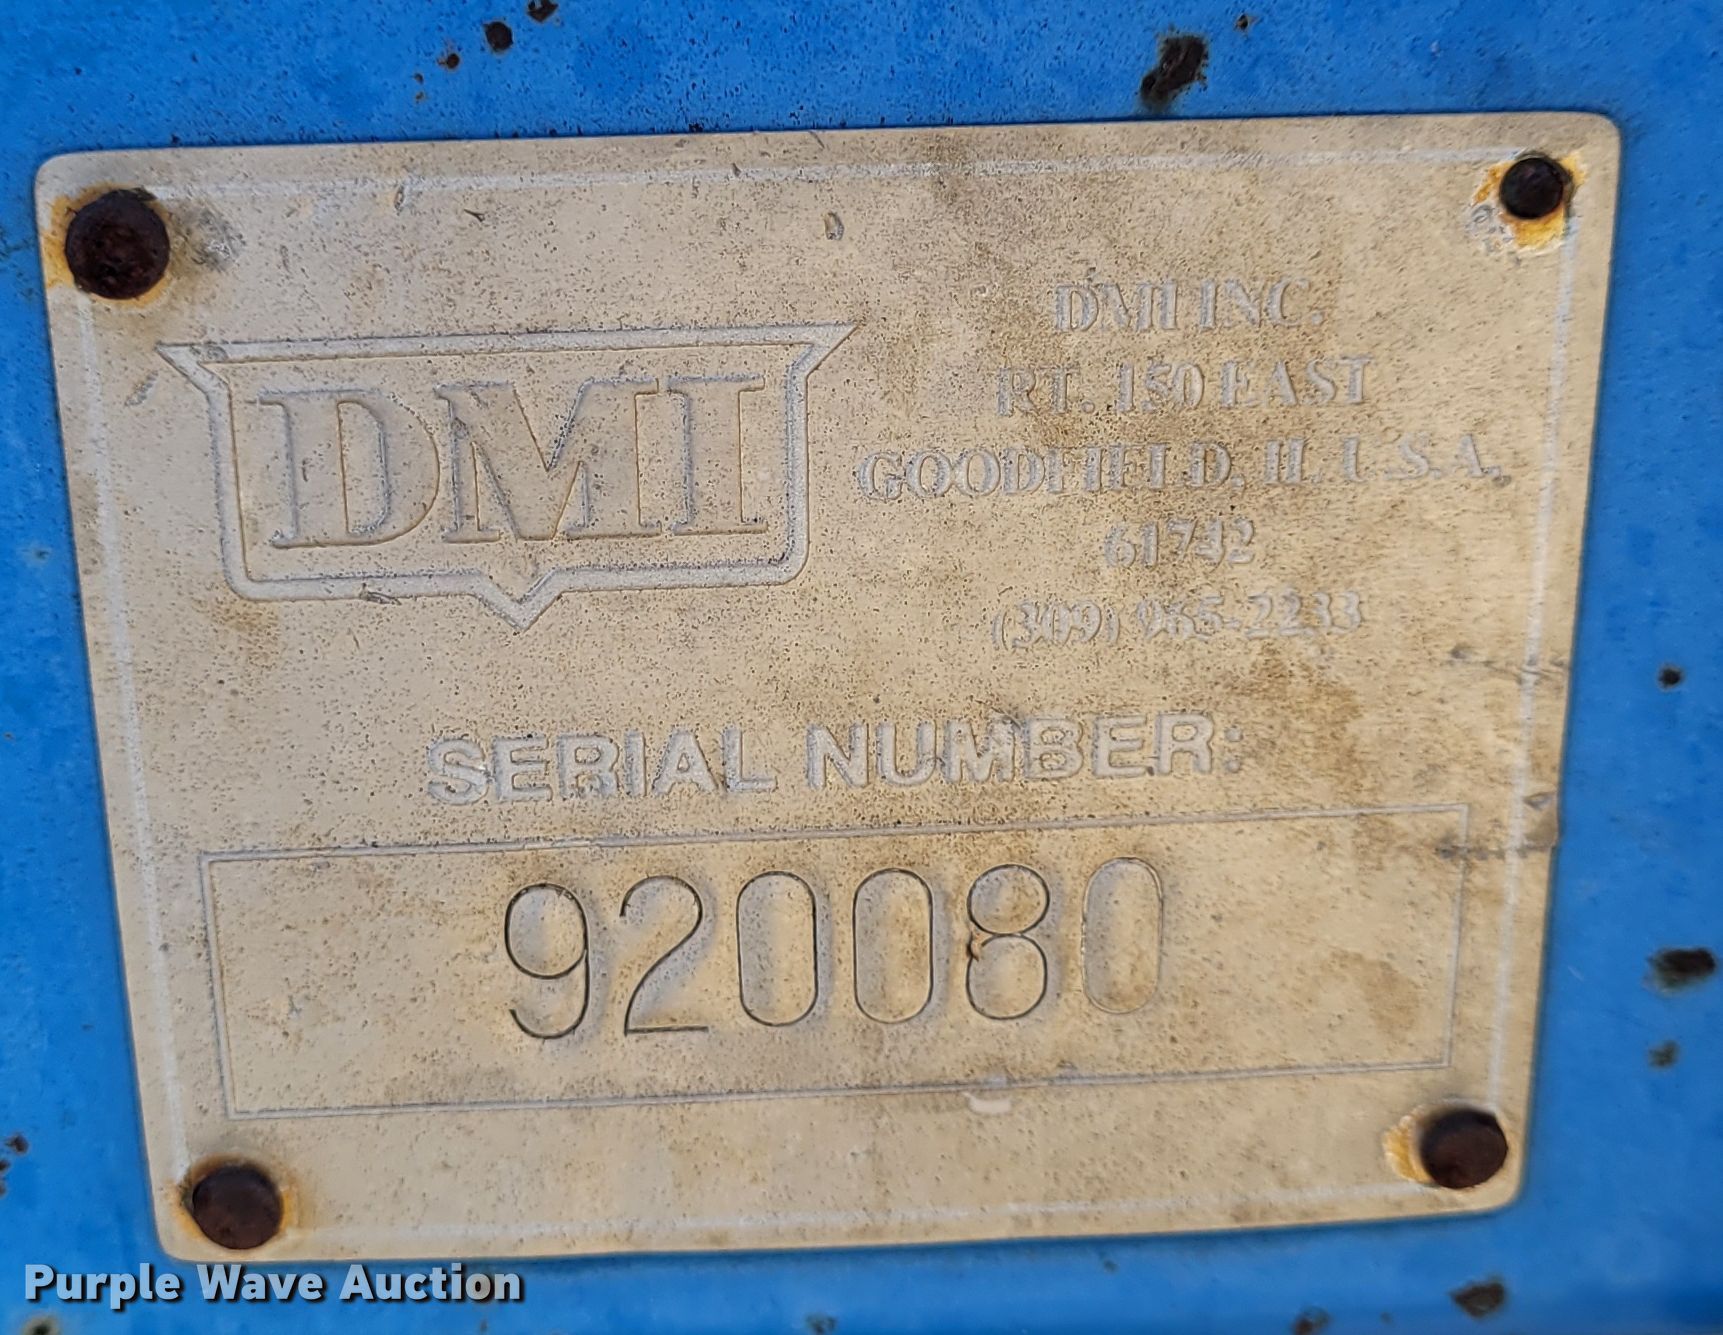 DMI
DMI INC.
RT. 150 EAST
GOODFIELD, IL U.S.A.
61742
(309) 965-2233
SERIAL NUMBER:
920080
Purple Wave Auction